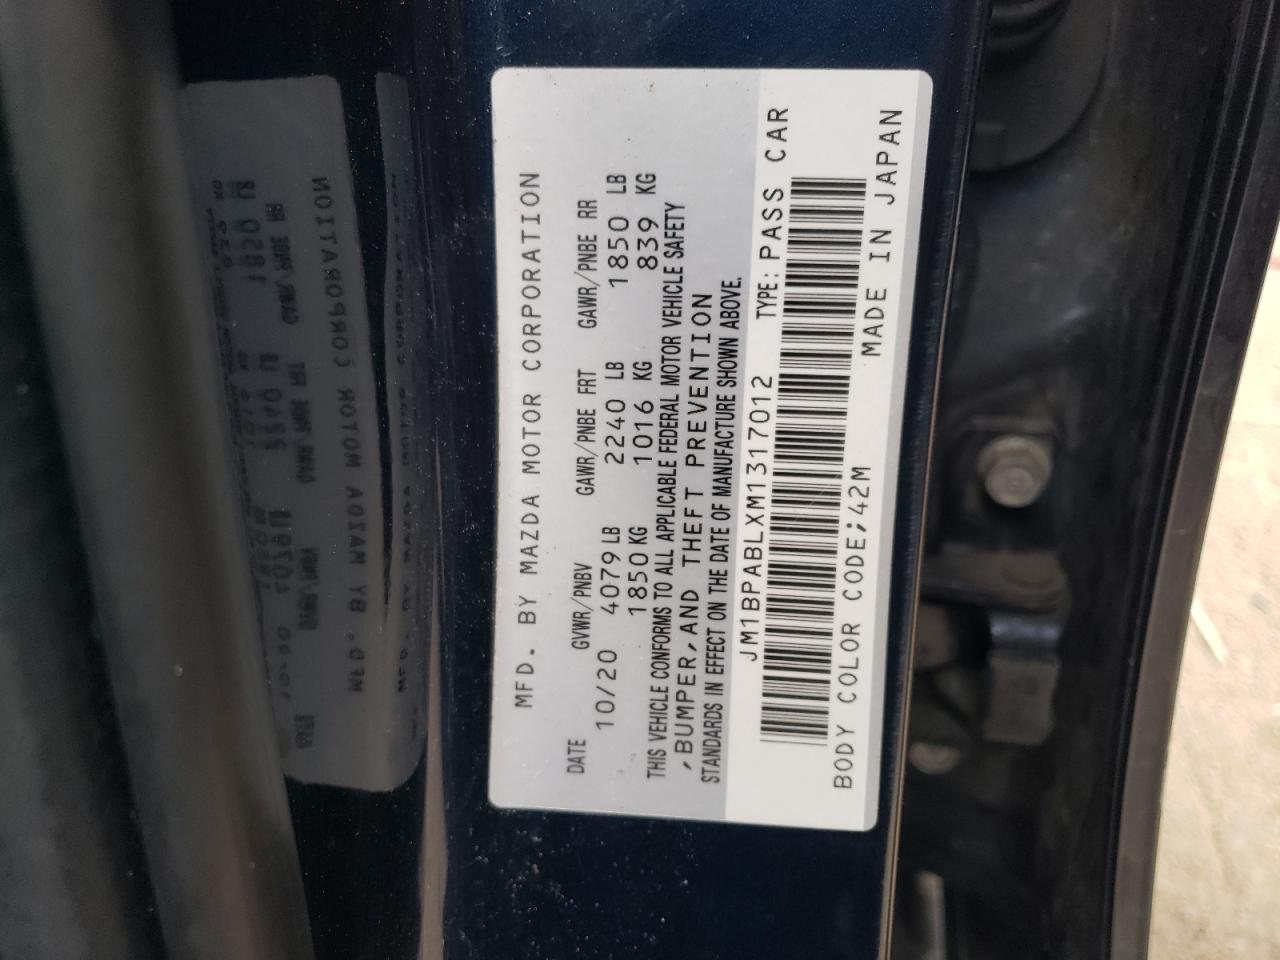 MFD. BY MAZDA MOTOR CORPORATION
DATE GVWR/PNBV GAWR/PNBE FRT GAWR/PNBE RR
10/20 4079 LB 2240 LB 1850 LB
1850 KG 1016 KG 839 KG
THIS VEHICLE CONFORMS TO ALL APPLICABLE FEDERAL MOTOR VEHICLE SAFETY
,BUMPER,AND THEFT PREVENTION
STANDARDS IN EFFECT ON THE DATE OF MANUFACTURE SHOWN ABOVE.
JM1BPABLXM1317012 TYPE: PASS CAR
BODY COLOR CODE;42M MADE IN JAPAN